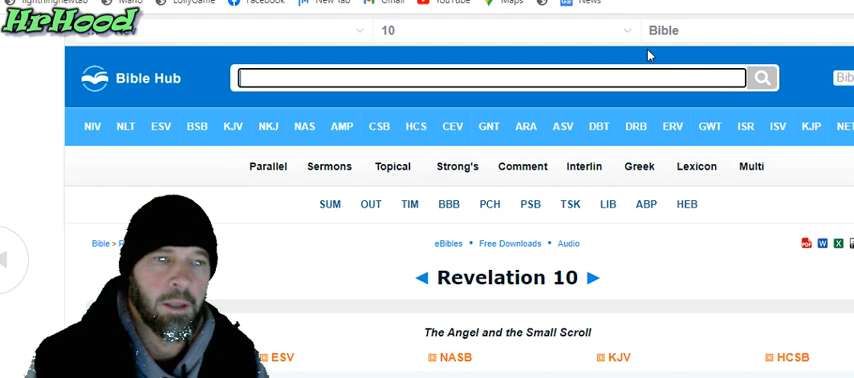 lightningnewtab Mario LollyGame Facebook New Tab Gmail YouTube Maps News
HrHood
10 Bible
Bible Hub
NIV NLT ESV BSB KJV NKJ NAS AMP CSB HCS CEV GNT ARA ASV DBT DRB ERV GWT ISR ISV KJP NET
Parallel Sermons Topical Strong's Comment Interlin Greek Lexicon Multi
SUM OUT TIM BBB PCH PSB TSK LIB ABP HEB
Bible > eBibles • Free Downloads • Audio
◄ Revelation 10 ►
The Angel and the Small Scroll
ESV NASB KJV HCSB